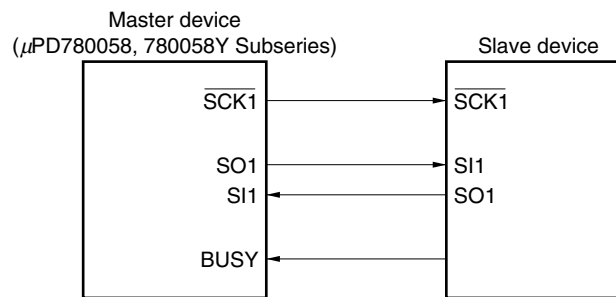 Master device
(μPD780058, 780058Y Subseries)
Slave device
SCK1
SCK1
SO1
SI1
SI1
SO1
BUSY